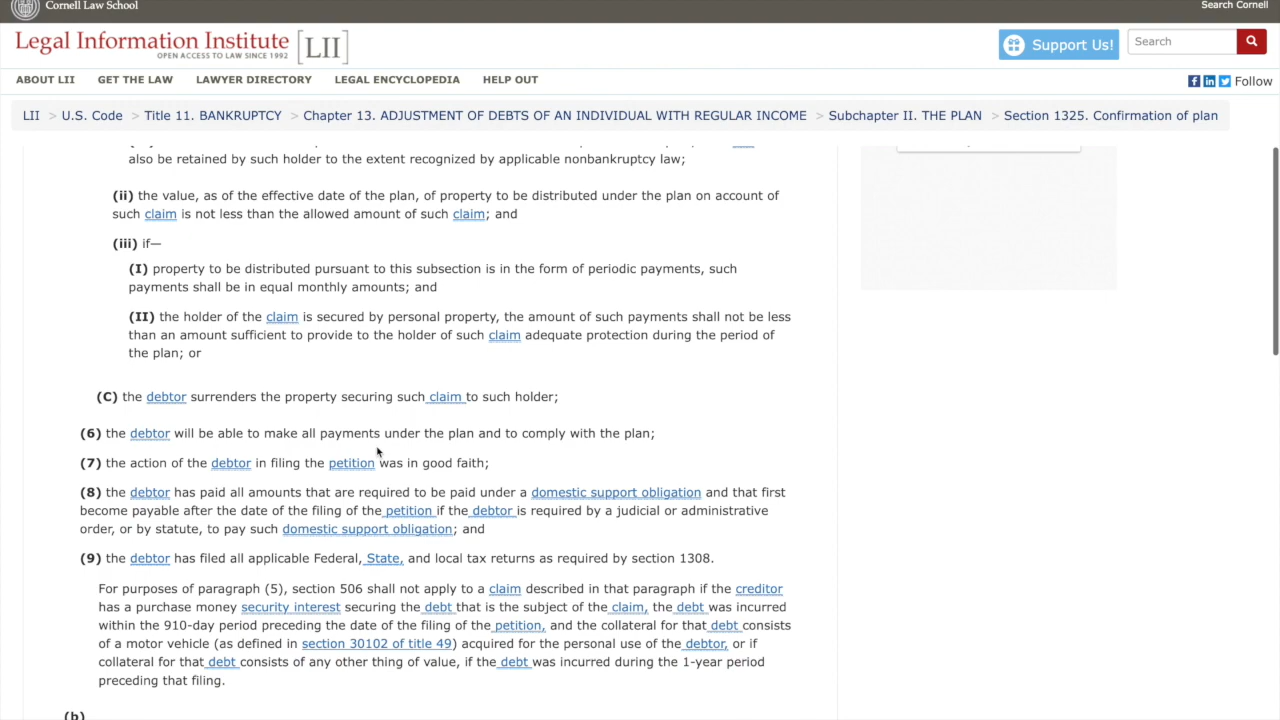 Cornell Law School
Search Cornell
Legal Information Institute [LII]
OPEN ACCESS TO LAW SINCE 1992
Support Us!
Search
ABOUT LII GET THE LAW LAWYER DIRECTORY LEGAL ENCYCLOPEDIA HELP OUT
Follow
LII > U.S. Code > Title 11. BANKRUPTCY > Chapter 13. ADJUSTMENT OF DEBTS OF AN INDIVIDUAL WITH REGULAR INCOME > Subchapter II. THE PLAN > Section 1325. Confirmation of plan
also be retained by such holder to the extent recognized by applicable nonbankruptcy law;
(ii) the value, as of the effective date of the plan, of property to be distributed under the plan on account of
such claim is not less than the allowed amount of such claim; and
(iii) if—
(I) property to be distributed pursuant to this subsection is in the form of periodic payments, such
payments shall be in equal monthly amounts; and
(II) the holder of the claim is secured by personal property, the amount of such payments shall not be less
than an amount sufficient to provide to the holder of such claim adequate protection during the period of
the plan; or
(C) the debtor surrenders the property securing such claim to such holder;
(6) the debtor will be able to make all payments under the plan and to comply with the plan;
(7) the action of the debtor in filing the petition was in good faith;
(8) the debtor has paid all amounts that are required to be paid under a domestic support obligation and that first
become payable after the date of the filing of the petition if the debtor is required by a judicial or administrative
order, or by statute, to pay such domestic support obligation; and
(9) the debtor has filed all applicable Federal, State, and local tax returns as required by section 1308.
For purposes of paragraph (5), section 506 shall not apply to a claim described in that paragraph if the creditor
has a purchase money security interest securing the debt that is the subject of the claim, the debt was incurred
within the 910-day period preceding the date of the filing of the petition, and the collateral for that debt consists
of a motor vehicle (as defined in section 30102 of title 49) acquired for the personal use of the debtor, or if
collateral for that debt consists of any other thing of value, if the debt was incurred during the 1-year period
preceding that filing.
(b)